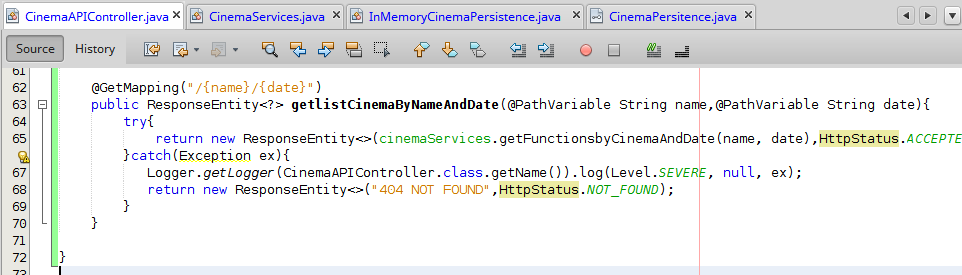 CinemaAPIController.java CinemaServices.java InMemoryCinemaPersistence.java CinemaPersitence.java
Source History
61
62 @GetMapping("/{name}/{date}")
63 public ResponseEntity<?> getlistCinemaByNameAndDate(@PathVariable String name,@PathVariable String date){
64 try{
65 return new ResponseEntity<>(cinemaServices.getFunctionsbyCinemaAndDate(name, date),HttpStatus.ACCEPTE
}catch(Exception ex){
67 Logger.getLogger(CinemaAPIController.class.getName()).log(Level.SEVERE, null, ex);
68 return new ResponseEntity<>("404 NOT FOUND",HttpStatus.NOT_FOUND);
69 }
70 }
71
72 }
73